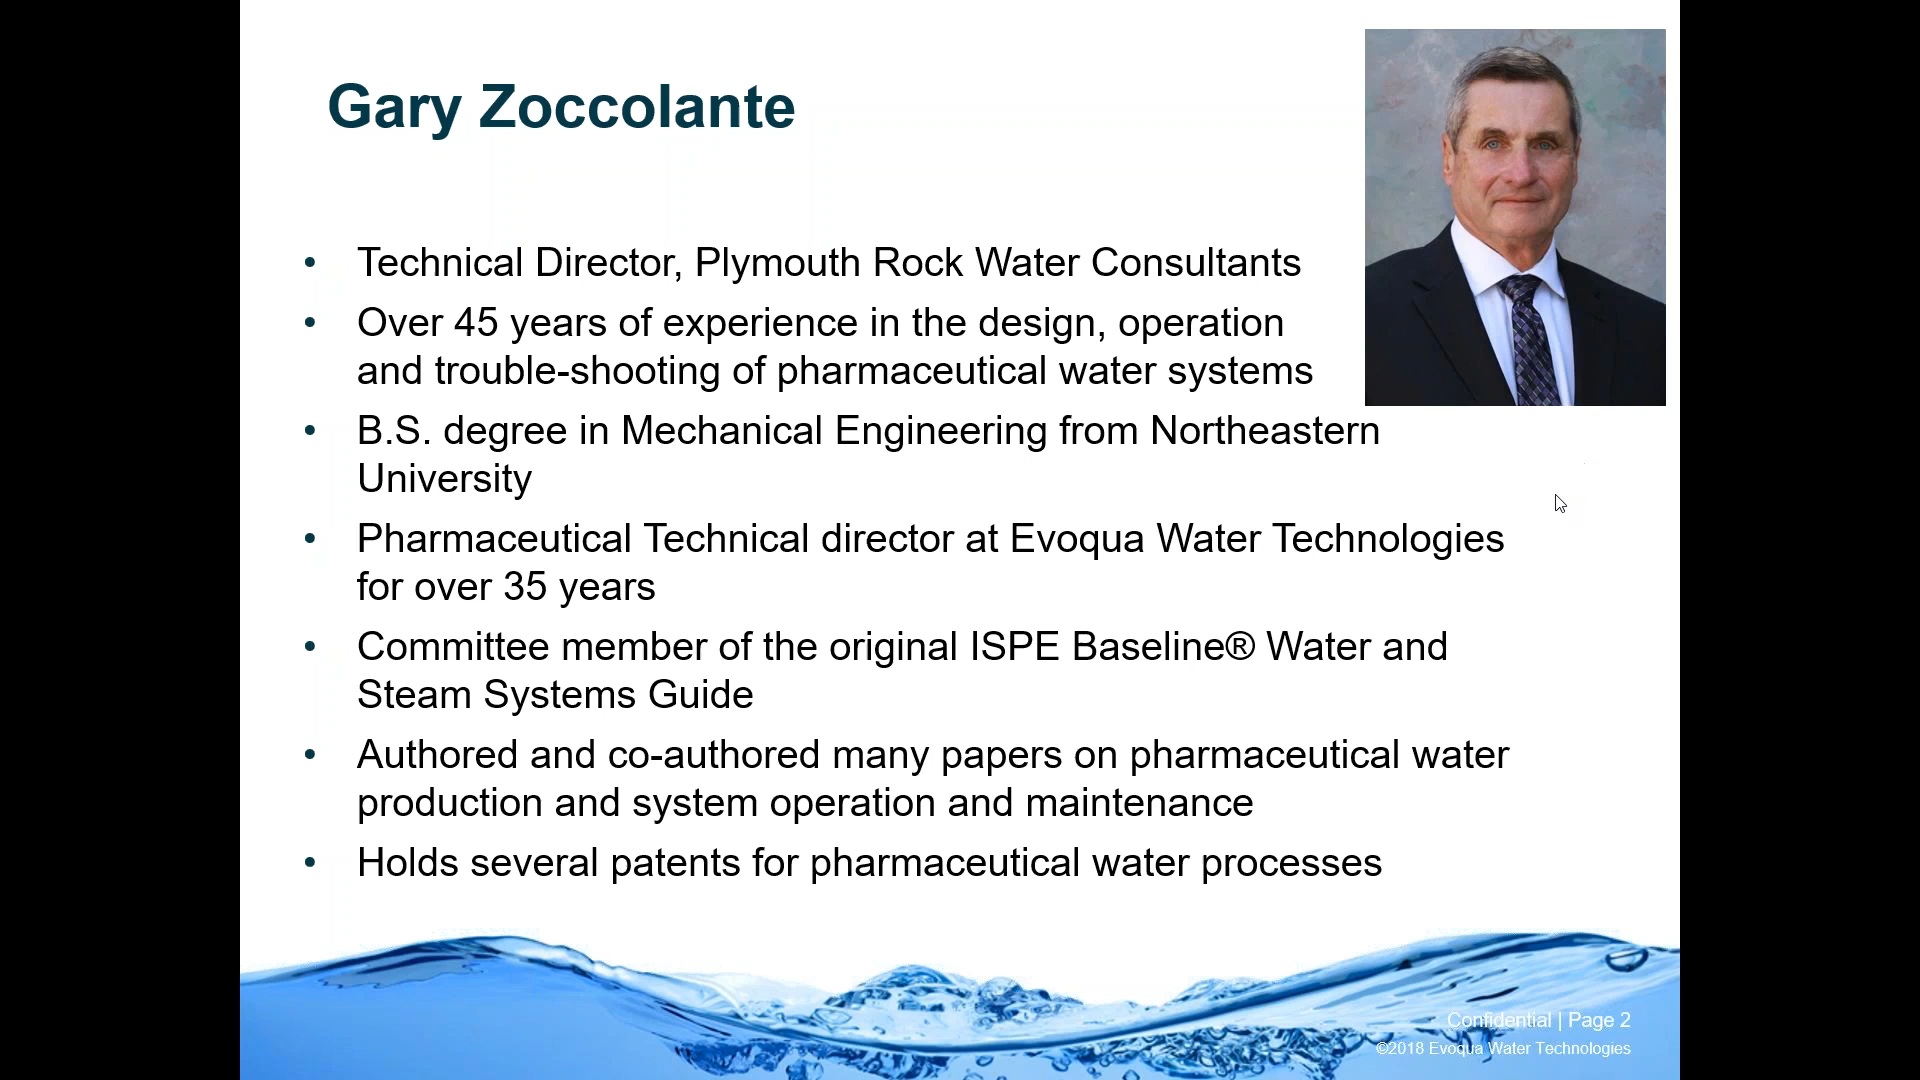 Gary Zoccolante
• Technical Director, Plymouth Rock Water Consultants
• Over 45 years of experience in the design, operation
and trouble-shooting of pharmaceutical water systems
• B.S. degree in Mechanical Engineering from Northeastern
University
• Pharmaceutical Technical director at Evoqua Water Technologies
for over 35 years
• Committee member of the original ISPE Baseline® Water and
Steam Systems Guide
• Authored and co-authored many papers on pharmaceutical water
production and system operation and maintenance
• Holds several patents for pharmaceutical water processes
Confidential | Page 2
©2018 Evoqua Water Technologies